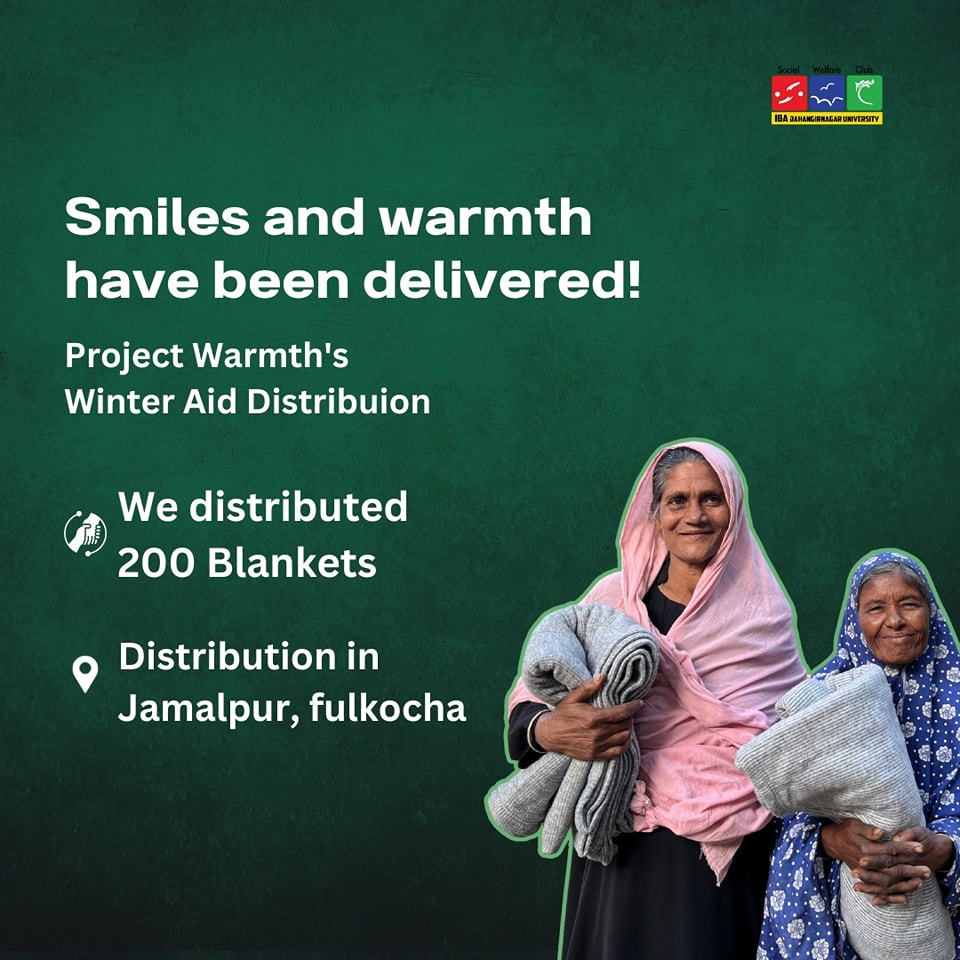 Social Welfare Club
IBA JAHANGIRNAGAR UNIVERSITY
Smiles and warmth
have been delivered!
Project Warmth's
Winter Aid Distribuion
We distributed
200 Blankets
Distribution in
Jamalpur, fulkocha